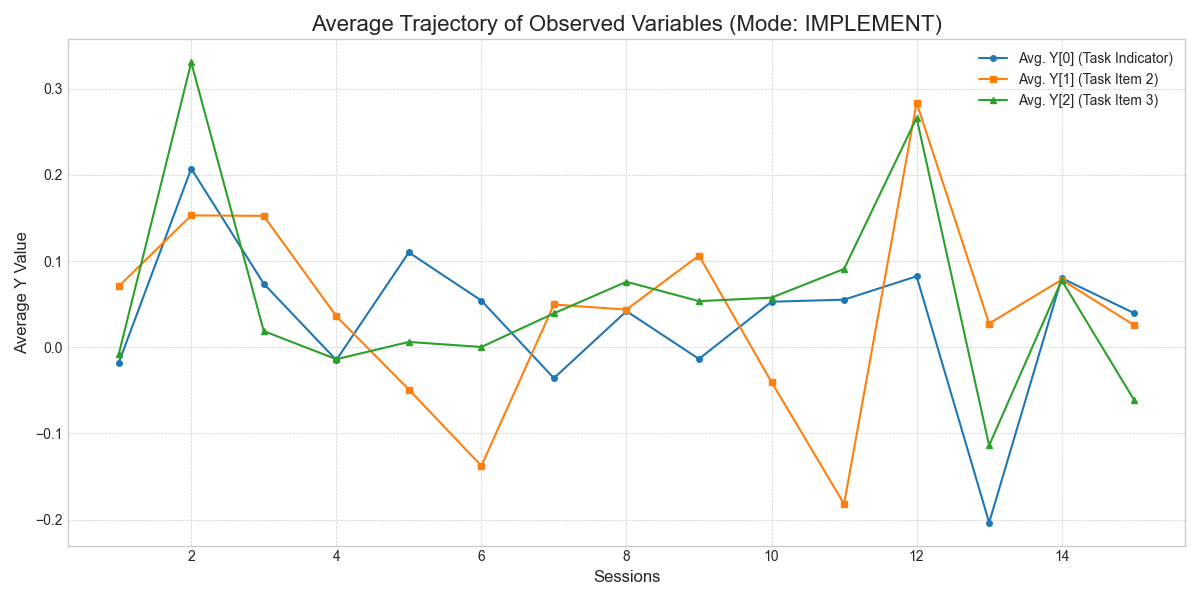 Average Trajectory of Observed Variables (Mode: IMPLEMENT)
Avg. Y[0] (Task Indicator)
Avg. Y[1] (Task Item 2)
Avg. Y[2] (Task Item 3)
Average Y Value
0.3
0.2
0.1
0.0
−0.1
−0.2
2 4 6 8 10 12 14
Sessions